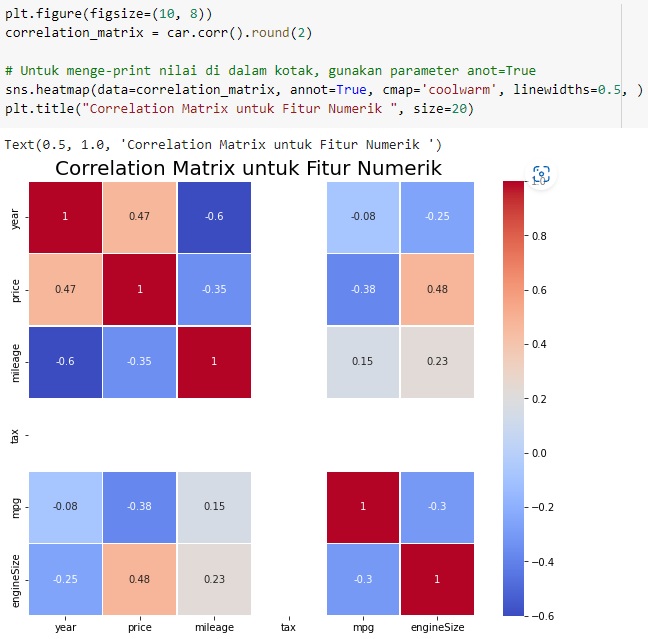 plt.figure(figsize=(10, 8))
correlation_matrix = car.corr().round(2)
# Untuk menge-print nilai di dalam kotak, gunakan parameter anot=True
sns.heatmap(data=correlation_matrix, annot=True, cmap='coolwarm', linewidths=0.5, )
plt.title("Correlation Matrix untuk Fitur Numerik ", size=20)
Text(0.5, 1.0, 'Correlation Matrix untuk Fitur Numerik ')
Correlation Matrix untuk Fitur Numerik
year 1 0.47 -0.6 -0.08 -0.25
price 0.47 1 -0.35 -0.38 0.48
mileage -0.6 -0.35 1 0.15 0.23
tax
mpg -0.08 -0.38 0.15 1 -0.3
engineSize -0.25 0.48 0.23 -0.3 1
year price mileage tax mpg engineSize
1.0
0.8
0.6
0.4
0.2
0.0
−0.2
−0.4
−0.6